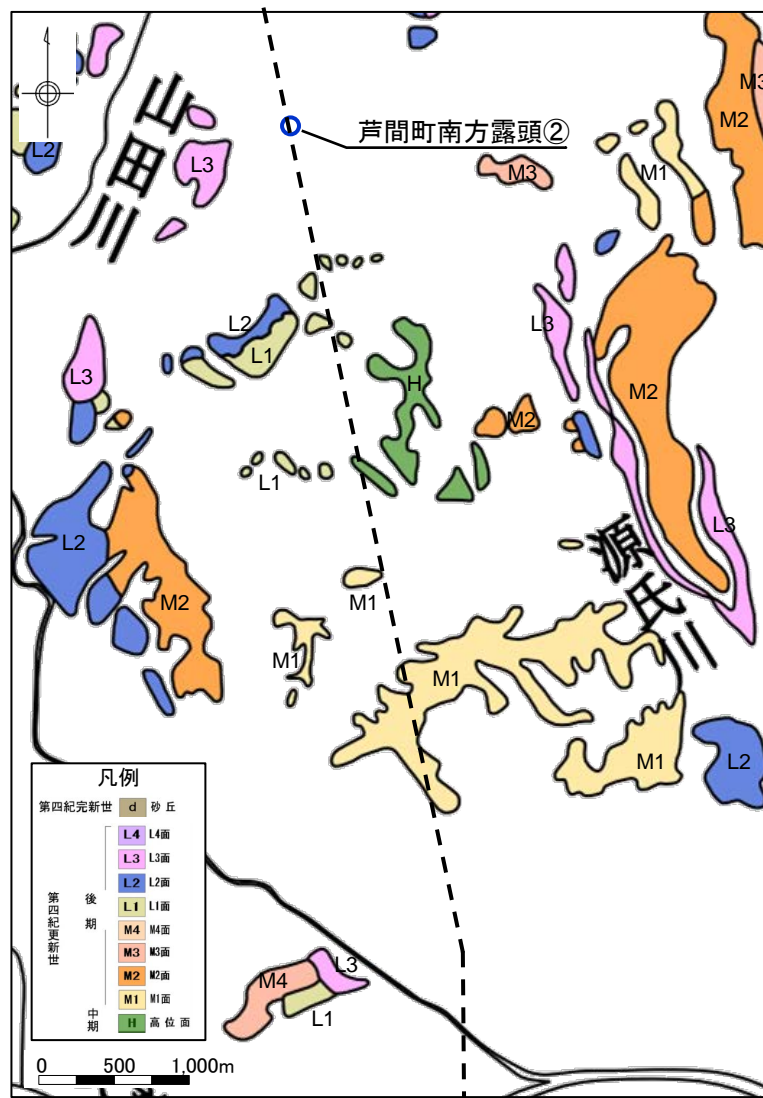 山田川
芦間町南方露頭②
M3
M2
L2
L3
M3
M1
L2
L1
L3
L3
H
M2
M2
L1
L2
M2
L3
源氏川
M1
M1
M1
M1
L2
凡例
第四紀完新世 d 砂丘
第四紀更新世
後期
中期
L4 L4面
L3 L3面
L2 L2面
L1 L1面
M4 M4面
M3 M3面
M2 M2面
M1 M1面
H 高位面
L3
M4
L1
0 500 1,000m